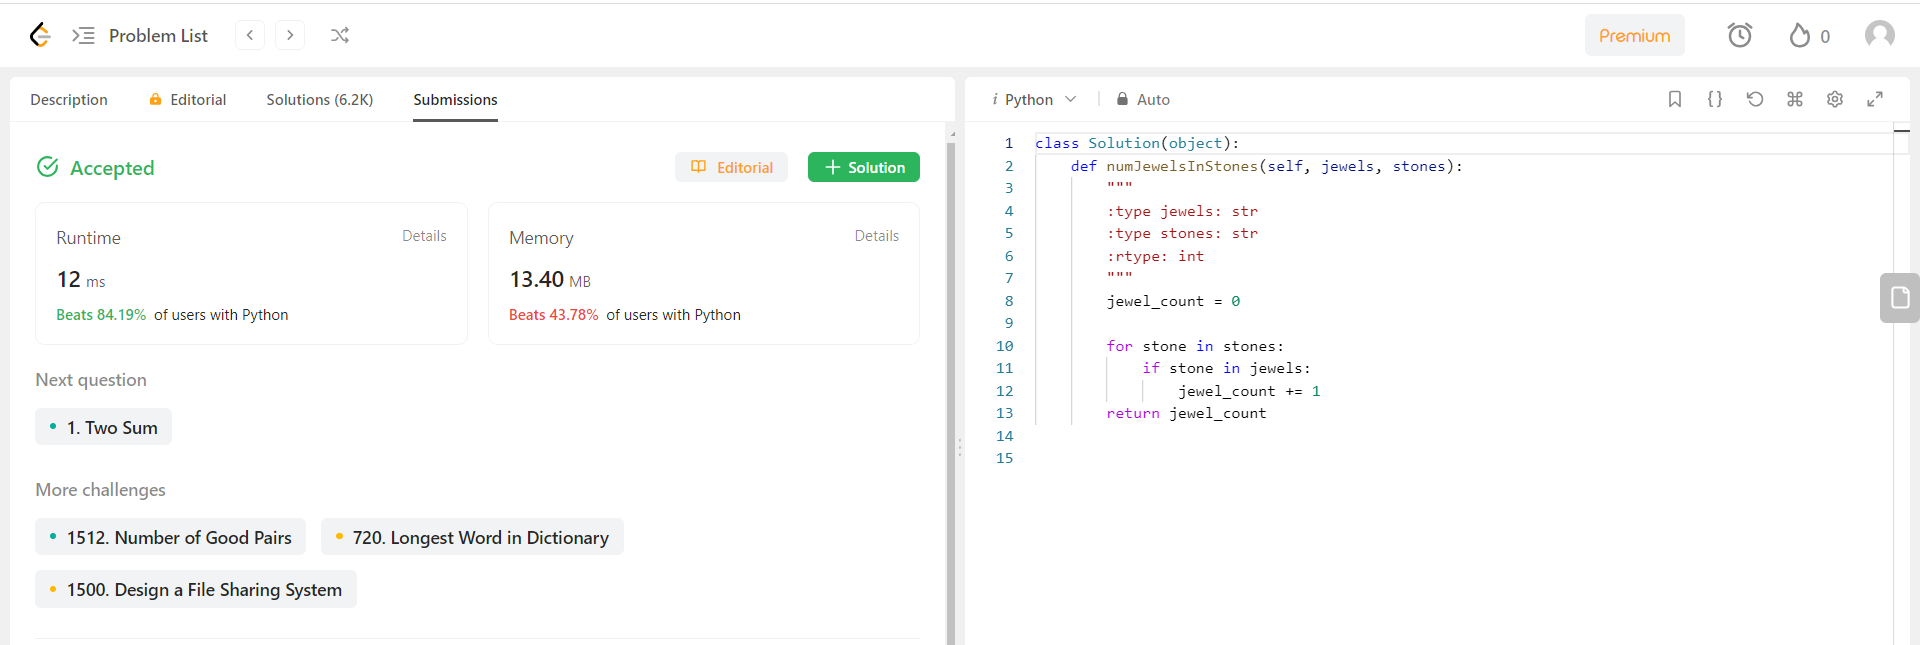 Problem List
Premium
0
Description
Editorial
Solutions (6.2K)
Submissions
Accepted
Editorial
+ Solution
Runtime
Details
12 ms
Beats 84.19% of users with Python
Memory
Details
13.40 MB
Beats 43.78% of users with Python
Next question
1. Two Sum
More challenges
1512. Number of Good Pairs
720. Longest Word in Dictionary
1500. Design a File Sharing System
i Python
Auto
{}
1 class Solution(object):
2     def numJewelsInStones(self, jewels, stones):
3         """
4         :type jewels: str
5         :type stones: str
6         :rtype: int
7         """
8         jewel_count = 0
9
10         for stone in stones:
11             if stone in jewels:
12                 jewel_count += 1
13         return jewel_count
14
15